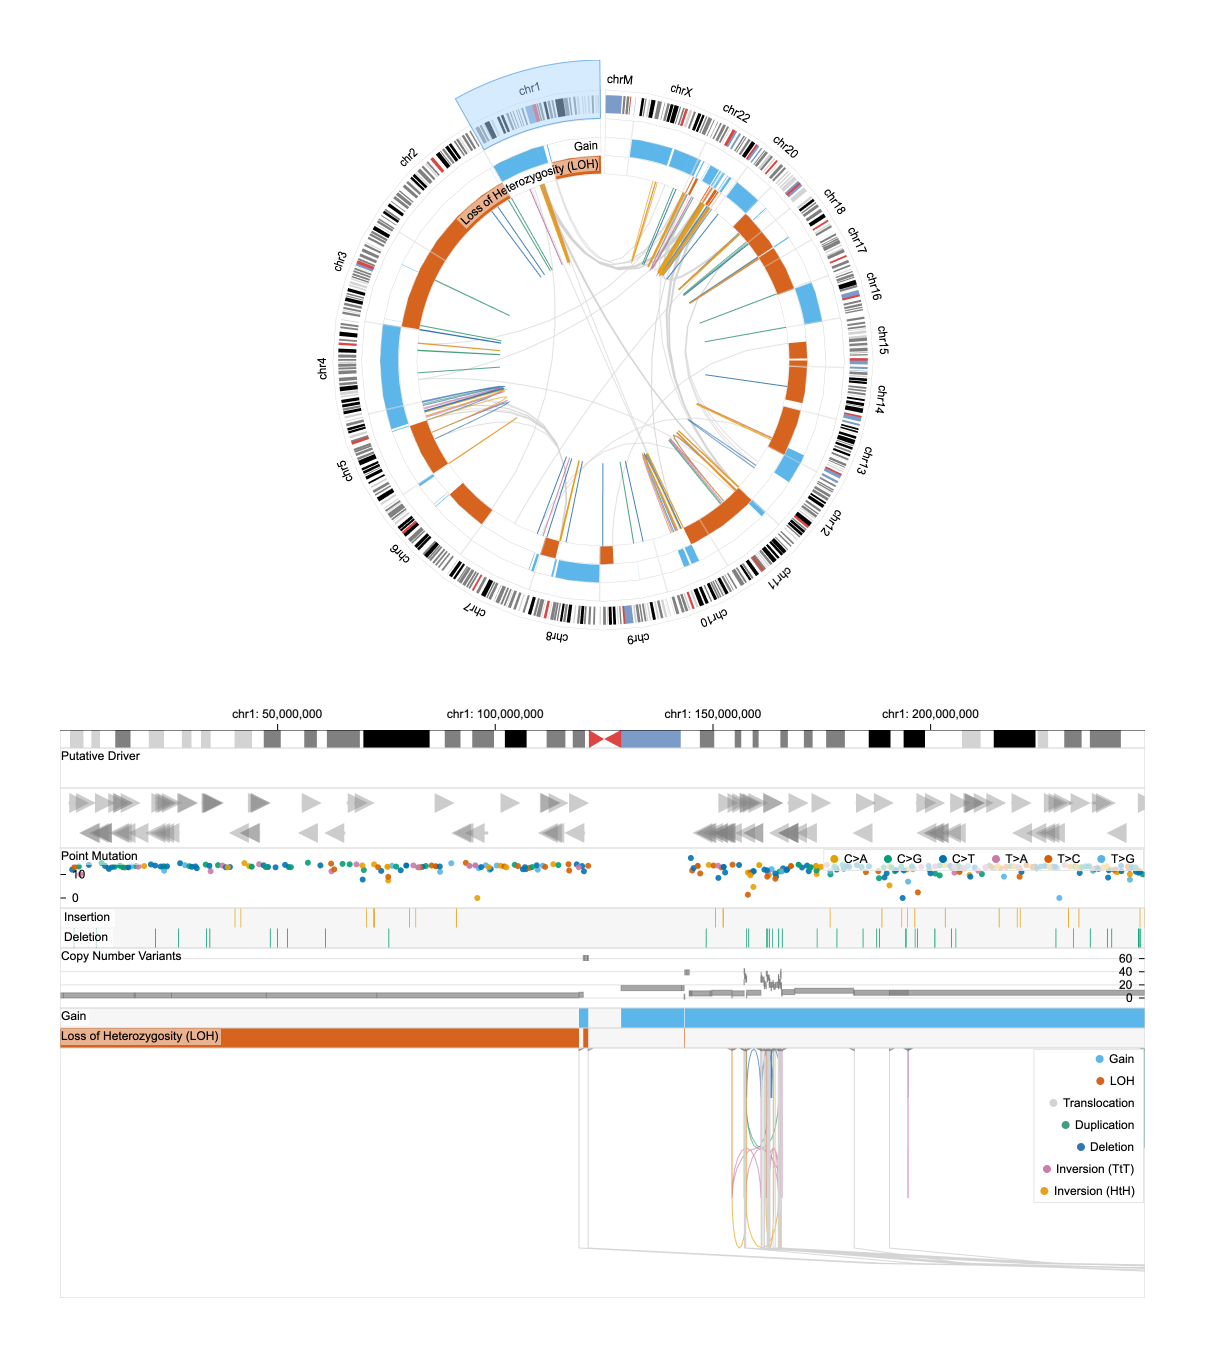 chr1
chrM
chrX
chr22
chr20
chr18
chr17
chr16
chr15
chr14
chr13
chr12
chr11
chr10
chr9
chr8
chr7
chr6
chr5
chr4
chr3
chr2
Gain
Loss of Heterozygosity (LOH)
chr1: 50,000,000 chr1: 100,000,000 chr1: 150,000,000 chr1: 200,000,000
Putative Driver
Point Mutation
C>A C>G C>T T>A T>C T>G
10
0
Insertion
Deletion
Copy Number Variants
60
40
20
0
Gain
Loss of Heterozygosity (LOH)
Gain
LOH
Translocation
Duplication
Deletion
Inversion (TtT)
Inversion (HtH)